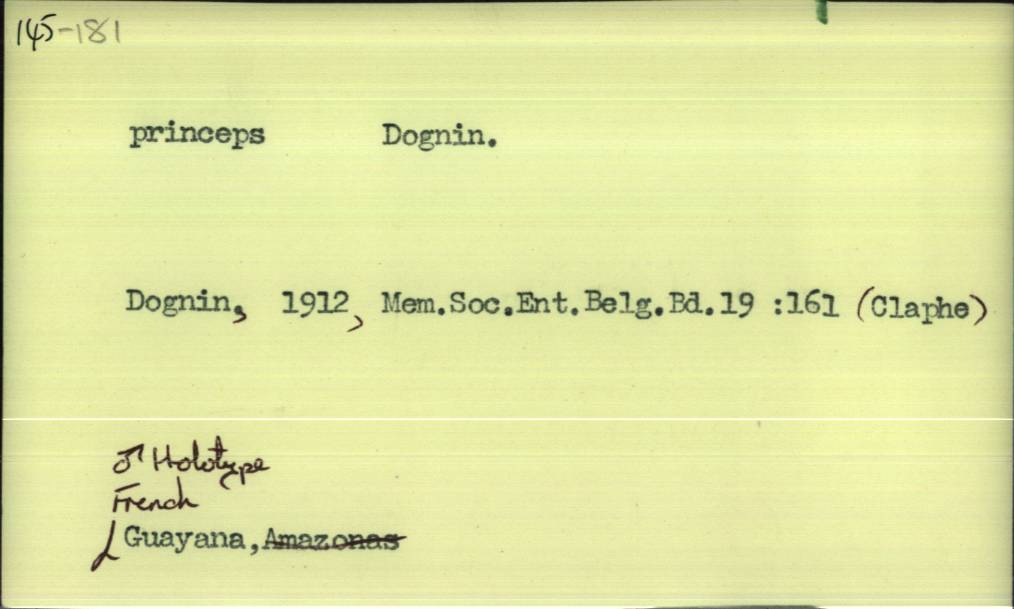 145-181
princeps Dognin.
Dognin, 1912, Mem.Soc.Ent.Belg.Bd.19 :161 (Claphe)
♂ Holotype
French
Guayana, Amazonas